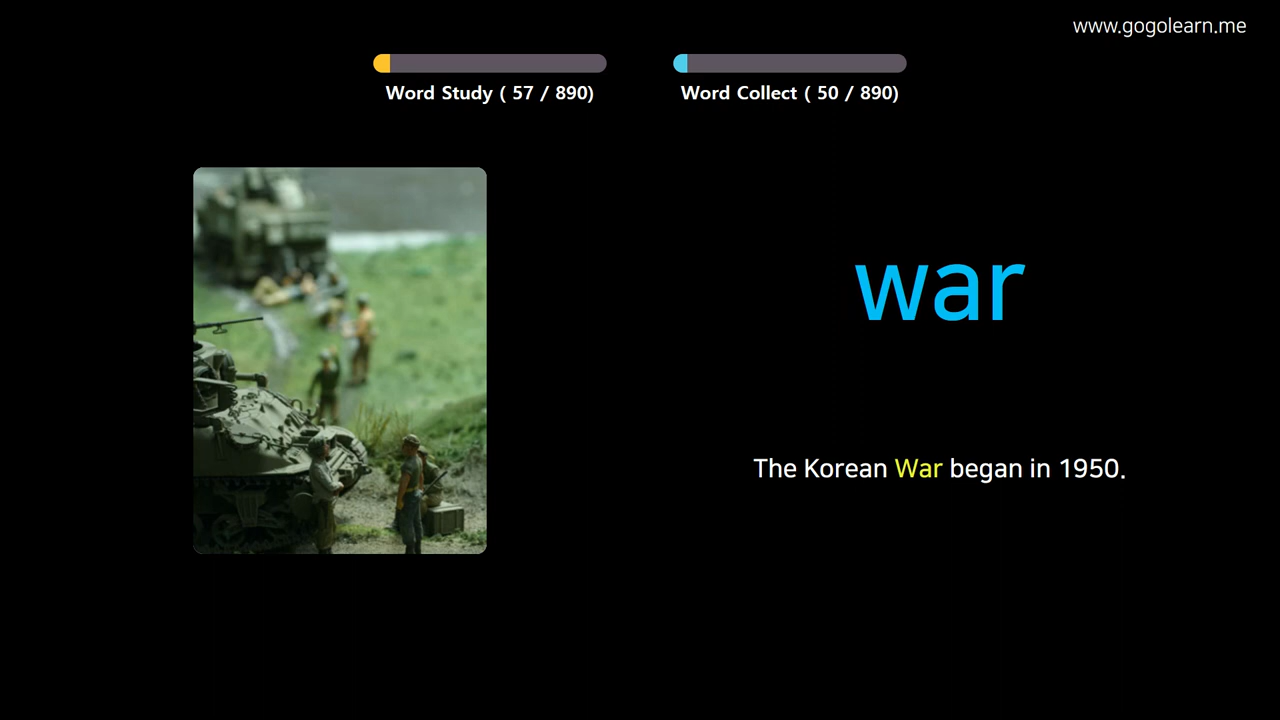 www.gogolearn.me
Word Study ( 57 / 890)
Word Collect ( 50 / 890)
war
The Korean War began in 1950.